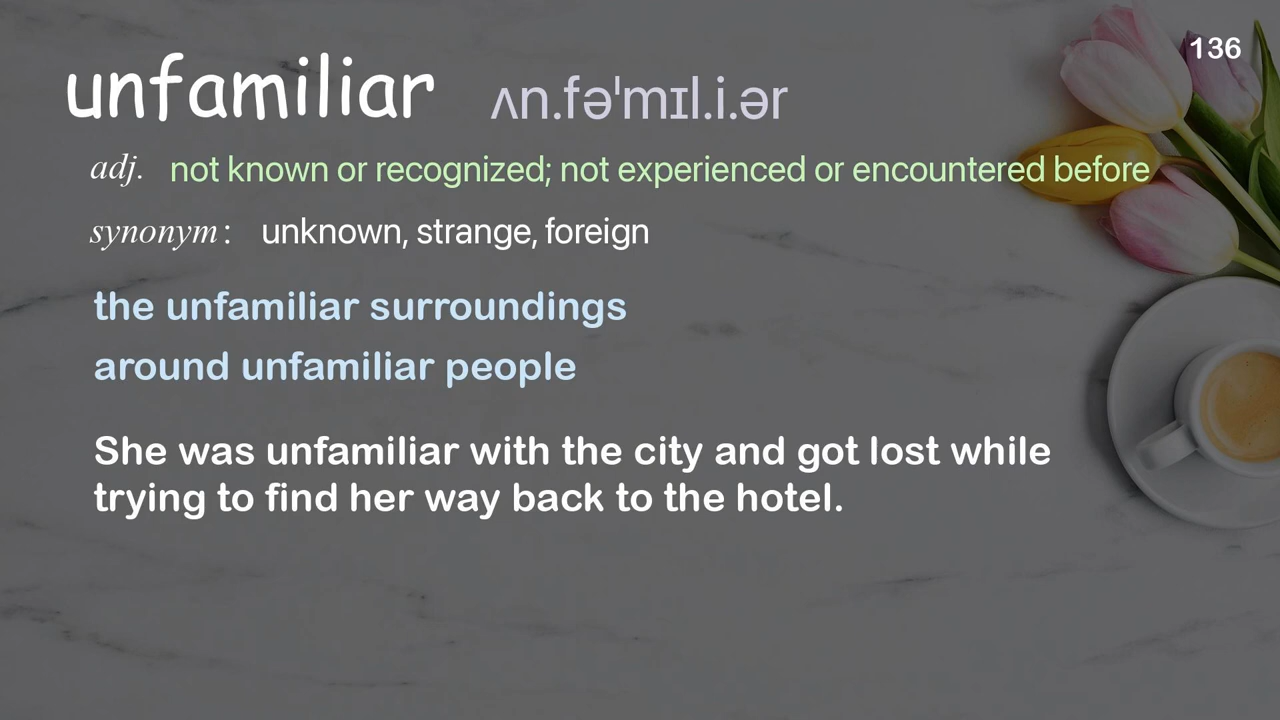 136
unfamiliar ʌn.fəˈmɪl.i.ər
adj. not known or recognized; not experienced or encountered before
synonym: unknown, strange, foreign
the unfamiliar surroundings
around unfamiliar people
She was unfamiliar with the city and got lost while
trying to find her way back to the hotel.